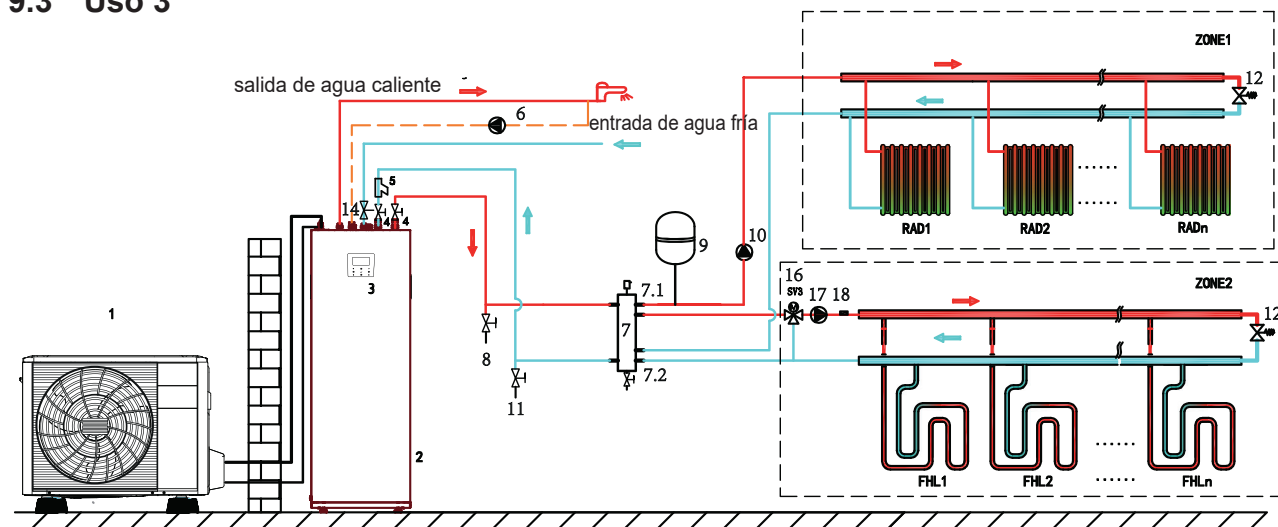 9.3 Uso 3
ZONE1
salida de agua caliente
12
6
entrada de agua fría
5
14
4
4
RAD1
RAD2
......
RADn
9
10
3
16
ZONE2
SV3
17
18
7.1
12
1
7
8
7.2
11
2
......
......
FHL1
FHL2
FHLn